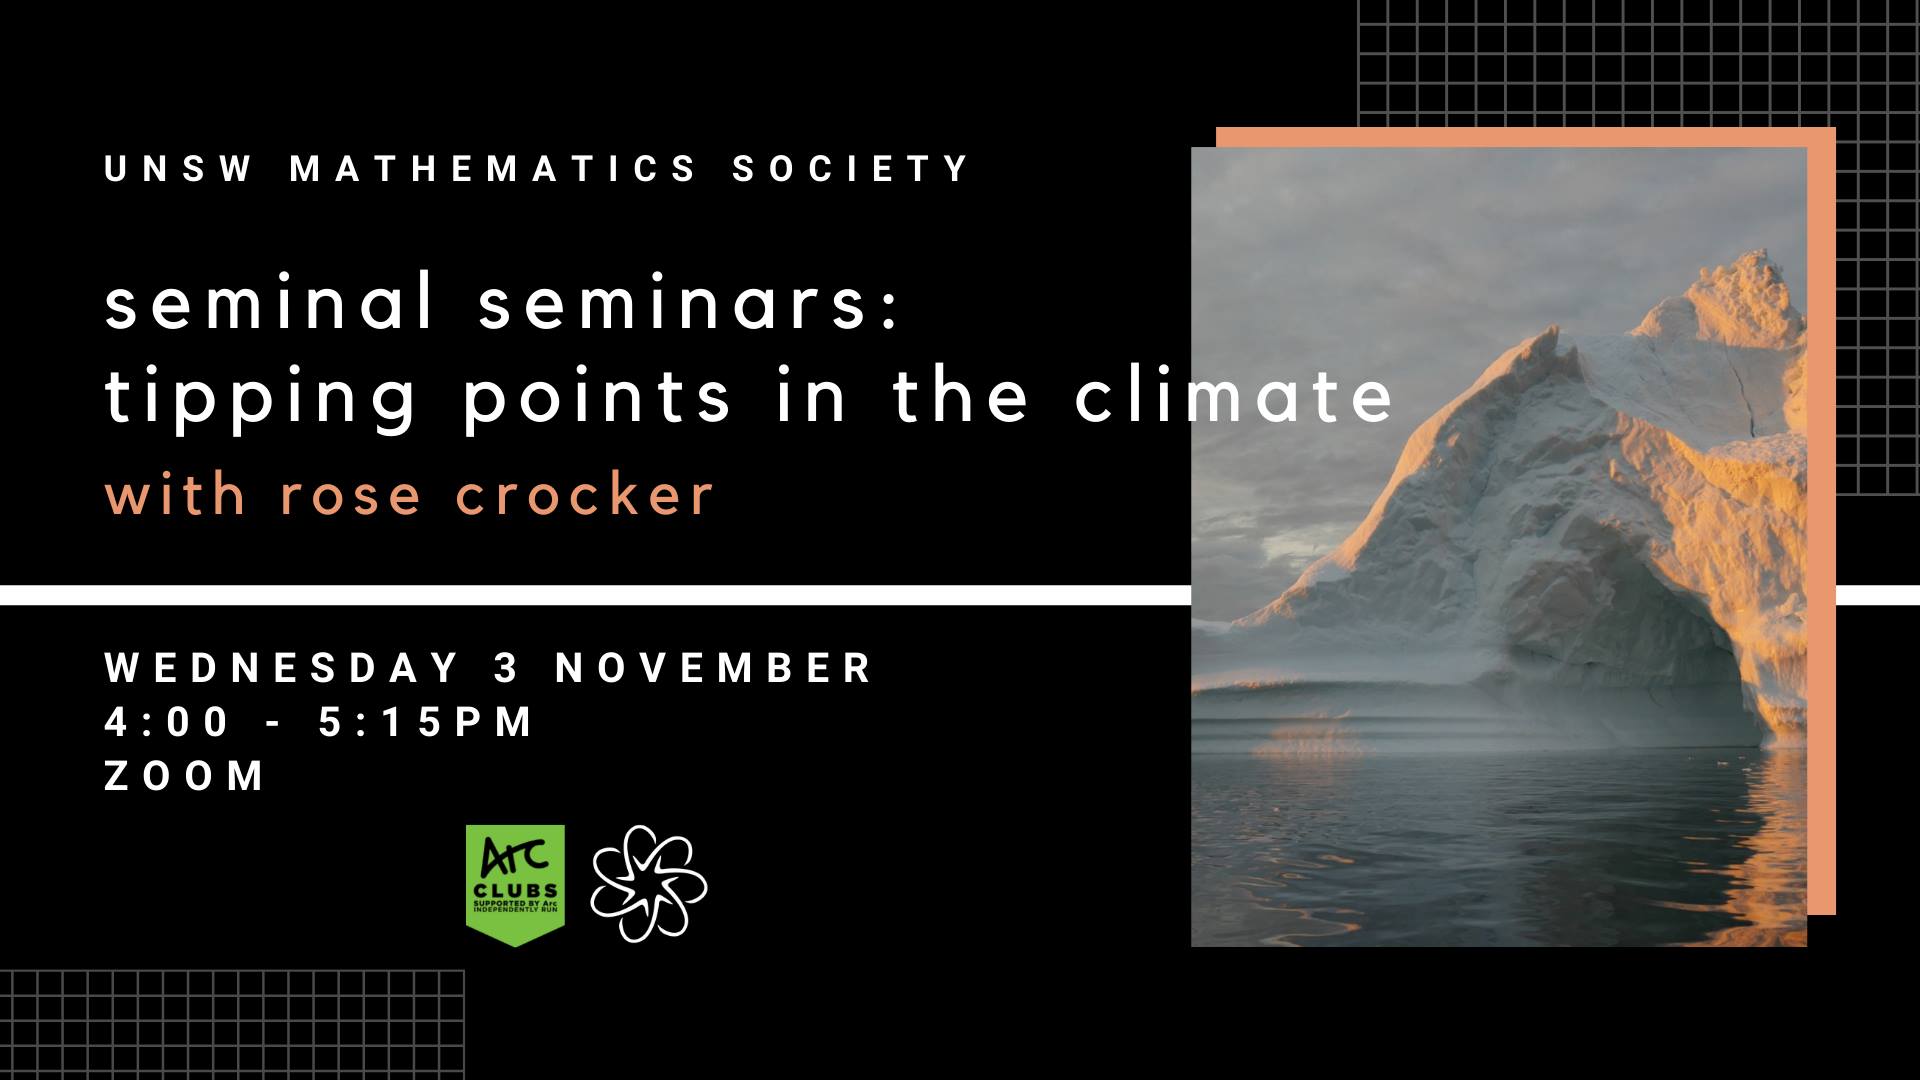 UNSW MATHEMATICS SOCIETY
seminal seminars:
tipping points in the climate
with rose crocker
WEDNESDAY 3 NOVEMBER
4:00 - 5:15PM
ZOOM
Arc
CLUBS
SUPPORTED BY Arc
INDEPENDENTLY RUN